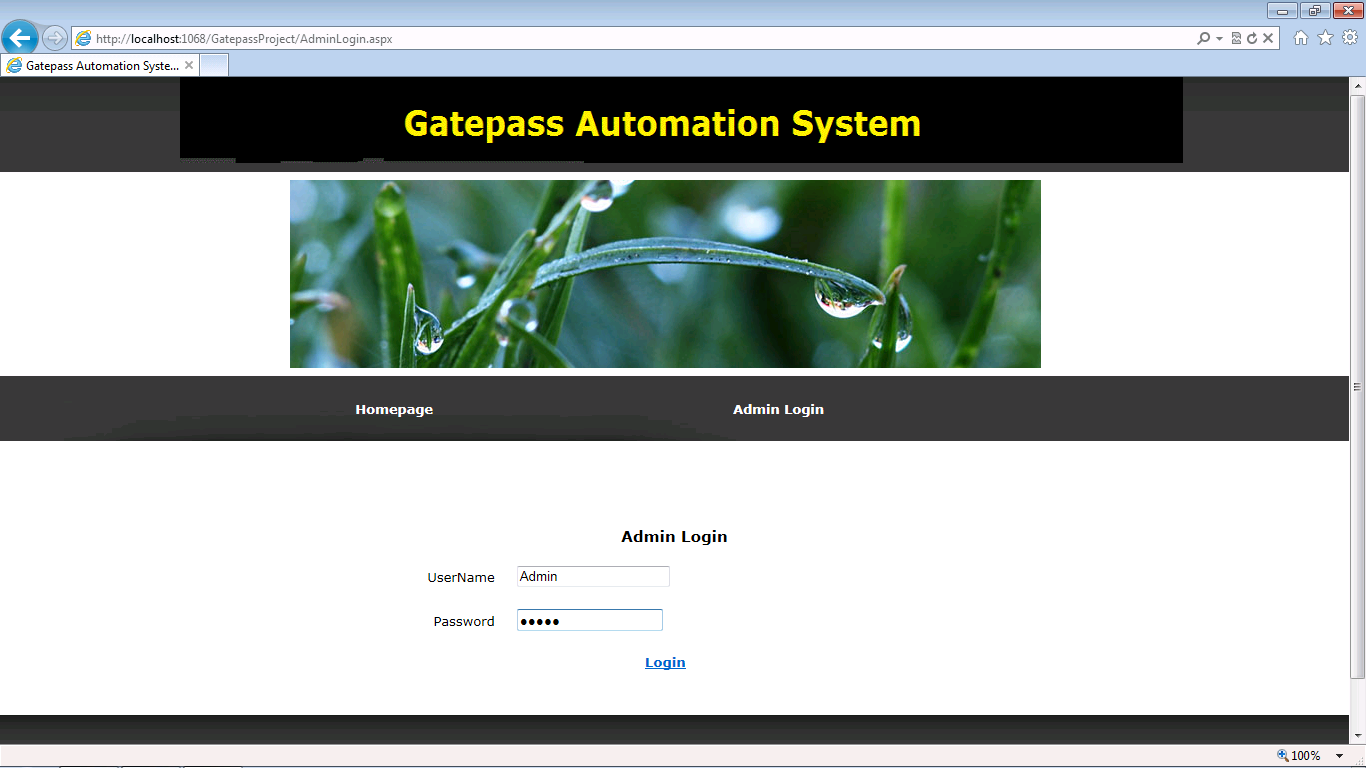 http://localhost:1068/GatepassProject/AdminLogin.aspx
Gatepass Automation Syste...
Gatepass Automation System
Homepage Admin Login
Admin Login
UserName Admin
Password •••••
Login
100%